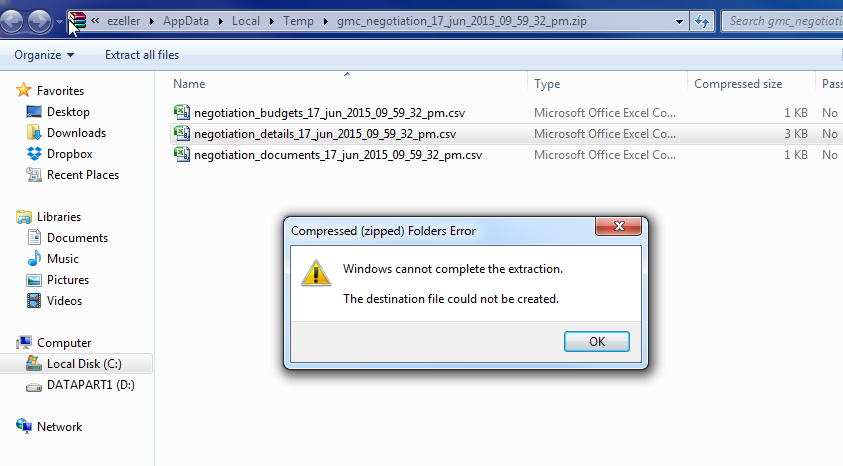 « ezeller ▸ AppData ▸ Local ▸ Temp ▸ gmc_negotiation_17_jun_2015_09_59_32_pm.zip
Search gmc_negotiatio
Organize Extract all files
Favorites
Desktop
Downloads
Dropbox
Recent Places
Libraries
Documents
Music
Pictures
Videos
Computer
Local Disk (C:)
DATAPART1 (D:)
Network
Name Type Compressed size Pass
negotiation_budgets_17_jun_2015_09_59_32_pm.csv Microsoft Office Excel Co... 1 KB No
negotiation_details_17_jun_2015_09_59_32_pm.csv Microsoft Office Excel Co... 3 KB No
negotiation_documents_17_jun_2015_09_59_32_pm.csv Microsoft Office Excel Co... 1 KB No
Compressed (zipped) Folders Error
Windows cannot complete the extraction.
The destination file could not be created.
OK